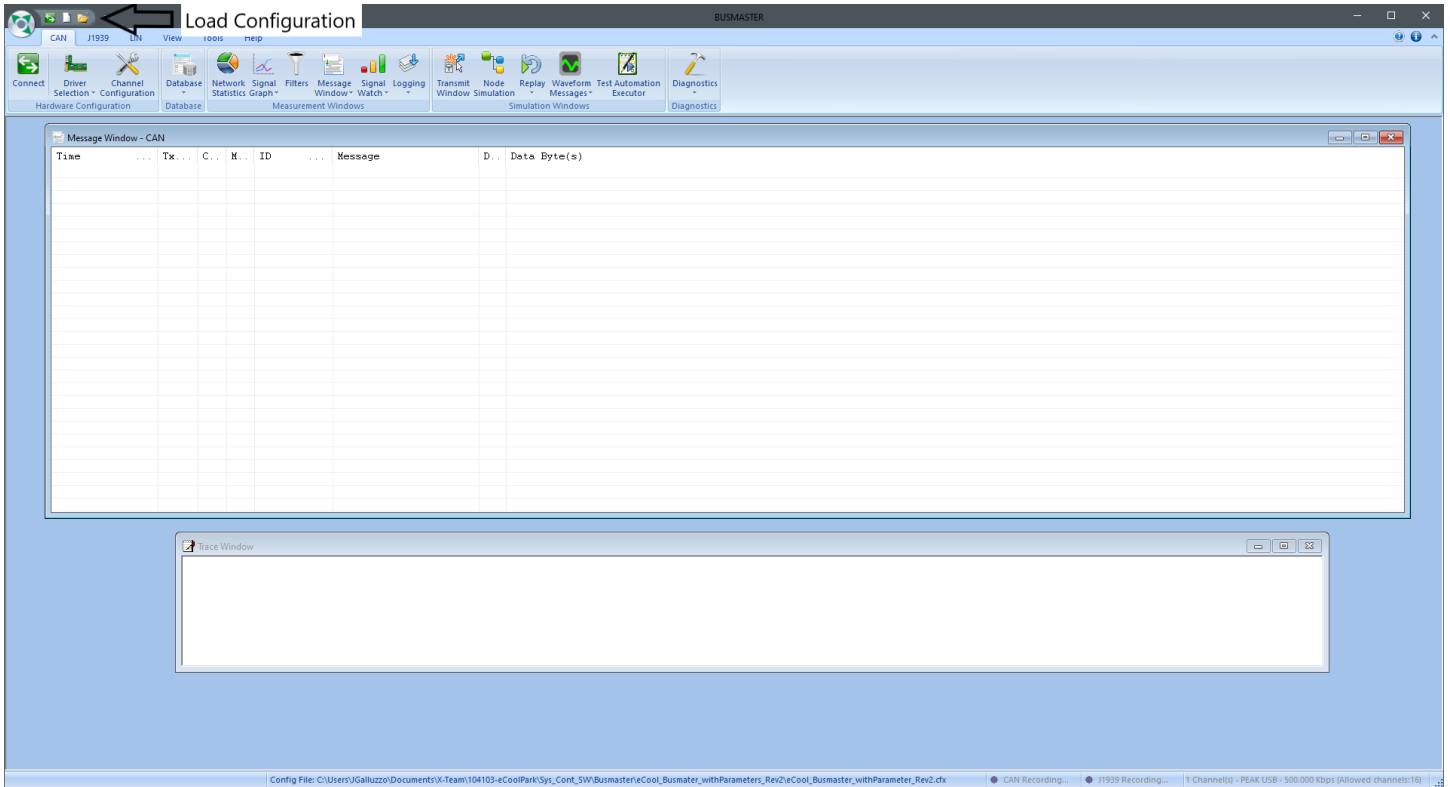 Load Configuration
BUSMASTER
CAN J1939 LIN View Tools Help
Connect Driver Selection Channel Configuration Database Network Statistics Signal Graph Filters Message Window Signal Watch Logging Transmit Window Node Simulation Replay Waveform Messages Test Automation Executor Diagnostics
Hardware Configuration Database Measurement Windows Simulation Windows Diagnostics
Message Window - CAN
Time ... Tx... C.. M.. ID ... Message D.. Data Byte(s)
Trace Window
Config File: C:\Users\JGalluzzo\Documents\X-Team\104103-eCoolPark\Sys_Cont_SW\Busmaster\eCool_Busmater_withParameters_Rev2\eCool_Busmaster_withParameter_Rev2.cfx CAN Recording... J1939 Recording... 1 Channel(s) - PEAK USB - 500.000 Kbps (Allowed channels:16)